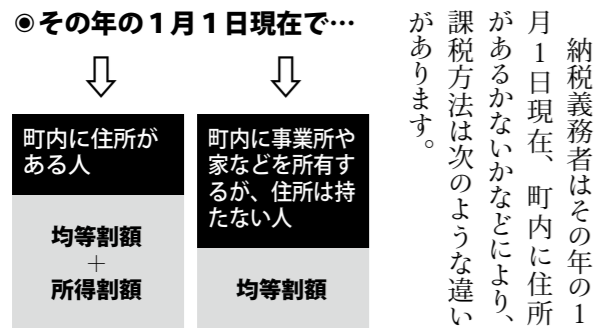 納税義務者はその年の1
月1日現在、町内に住所
があるかないかなどにより、
課税方法は次のような違い
があります。
◉その年の1月1日現在で…
町内に住所が
ある人
均等割額
＋
所得割額
町内に事業所や
家などを所有す
るが、住所は持
たない人
均等割額